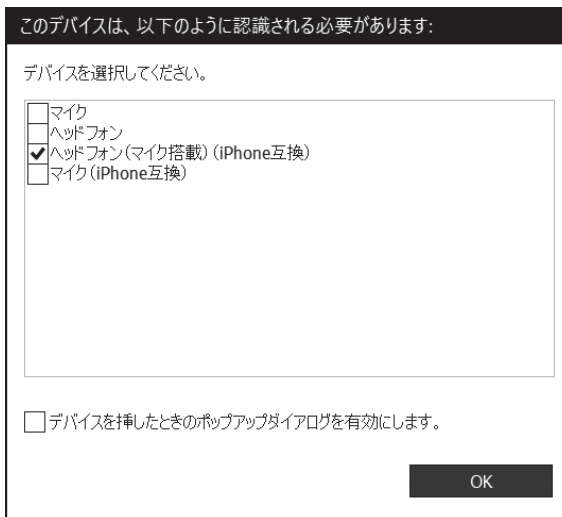 このデバイスは、以下のように認識される必要があります:
デバイスを選択してください。
マイク
ヘッドフォン
ヘッドフォン(マイク搭載) (iPhone互換)
マイク(iPhone互換)
デバイスを挿したときのポップアップダイアログを有効にします。
OK